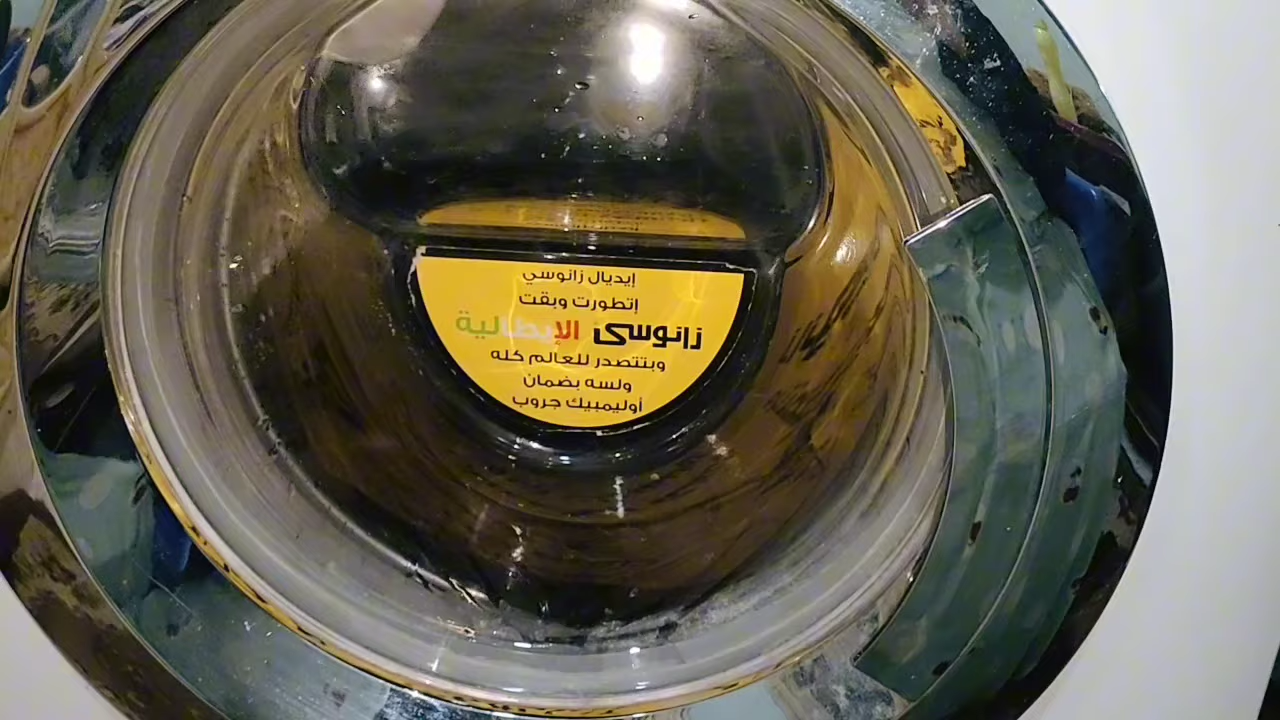 إيديال زانوسي
إتطورت وبقت
زانوسى الإيطالية
وبتتصدر للعالم كله
ولسه بضمان
أوليمبيك جروب